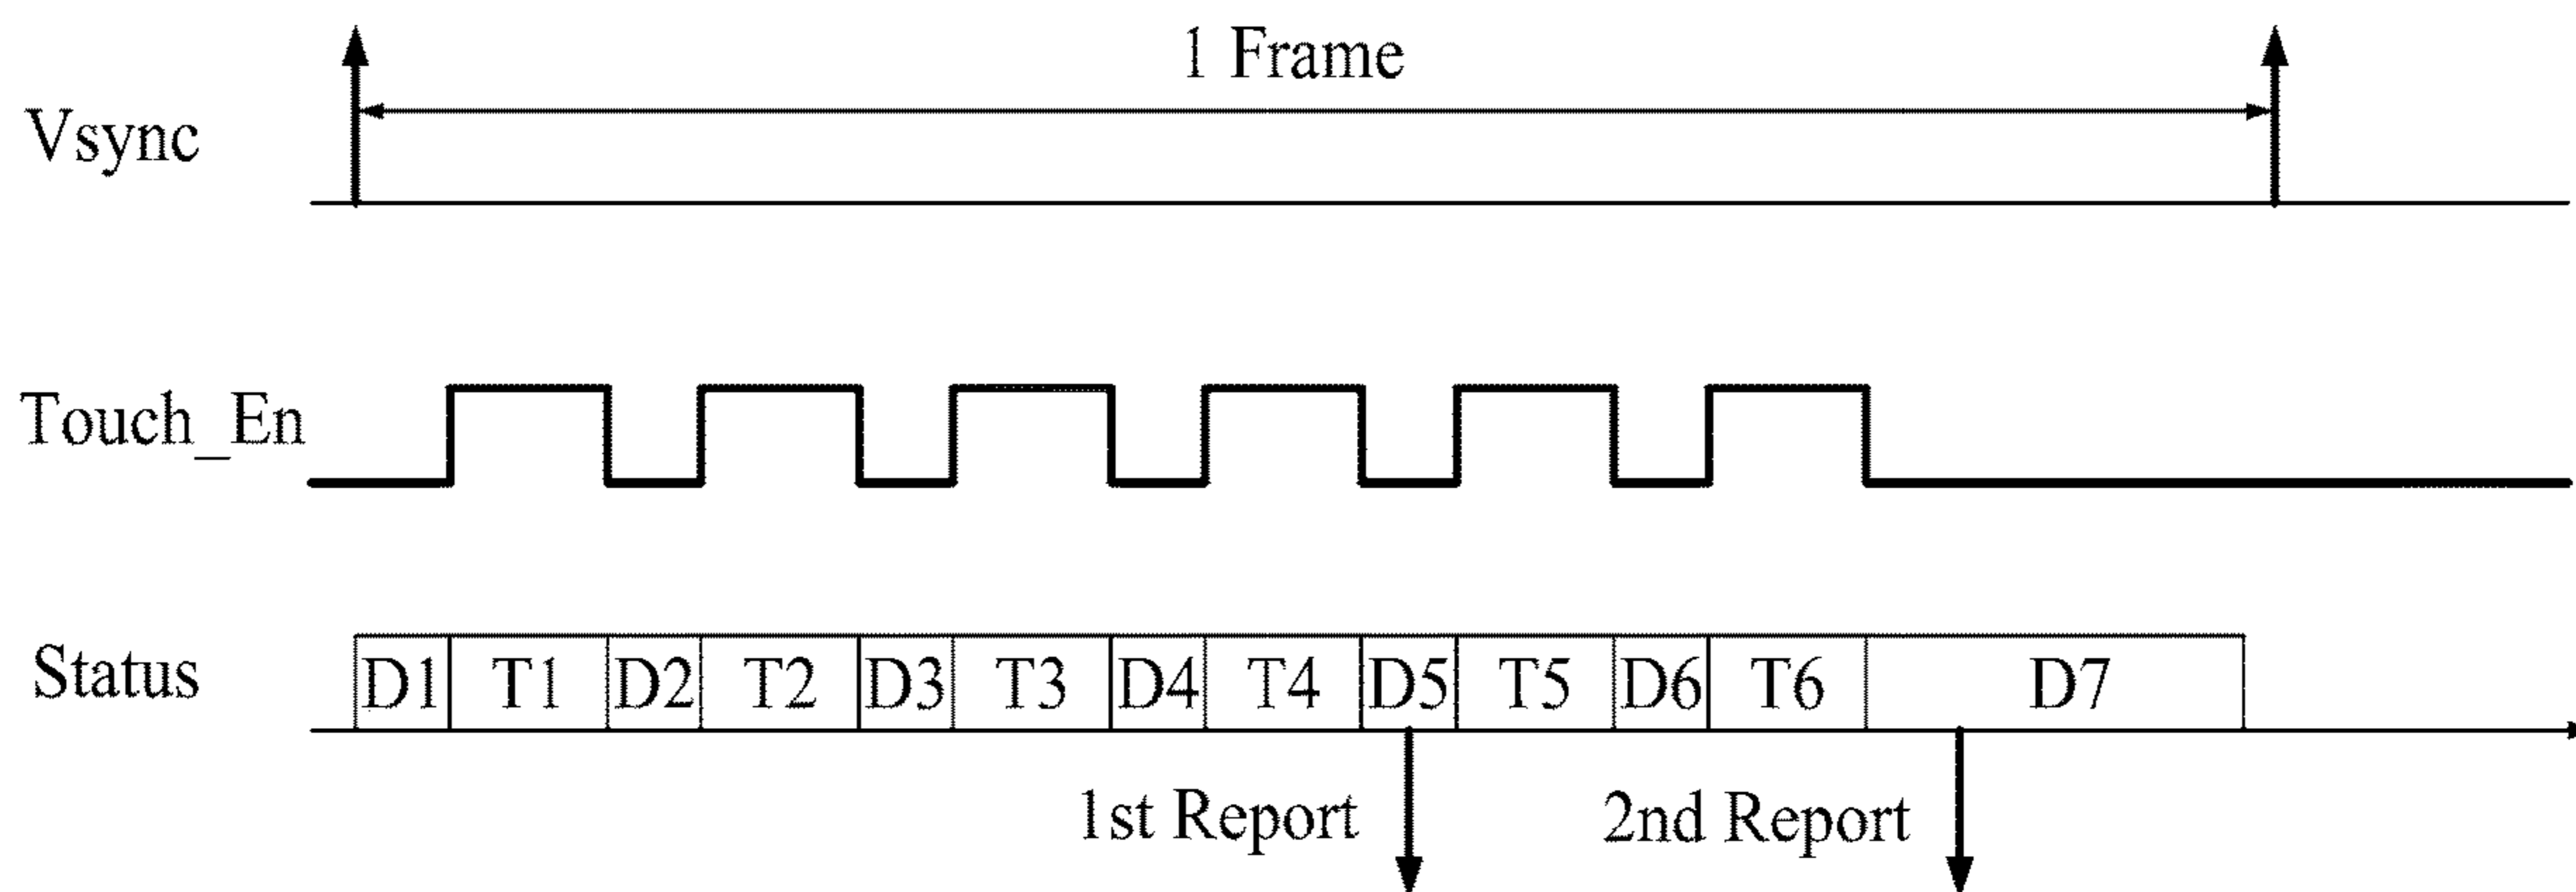 1 Frame
Vsync
Touch_En
Status D1 T1 D2 T2 D3 T3 D4 T4 D5 T5 D6 T6 D7
1st Report 2nd Report